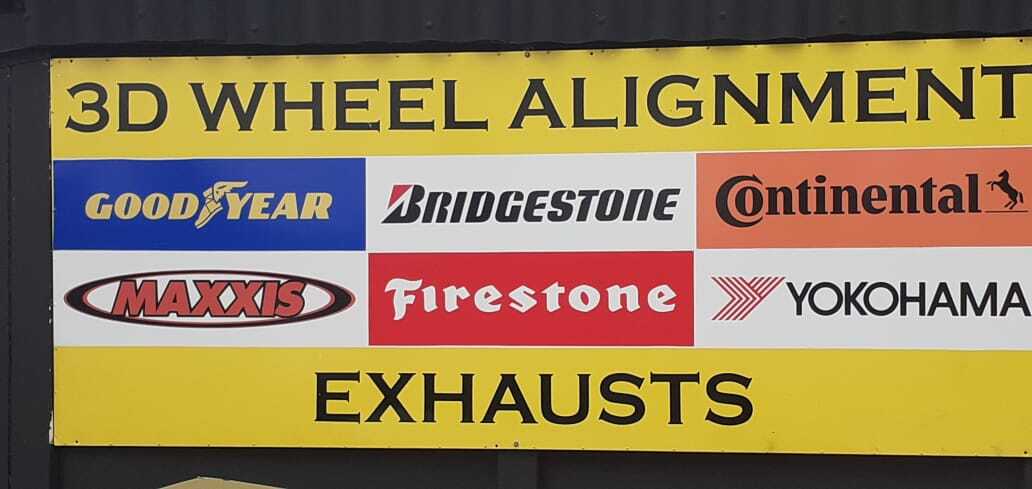 3D WHEEL ALIGNMENT
GOODYEAR BRIDGESTONE Continental
MAXXIS Firestone YOKOHAMA
EXHAUSTS